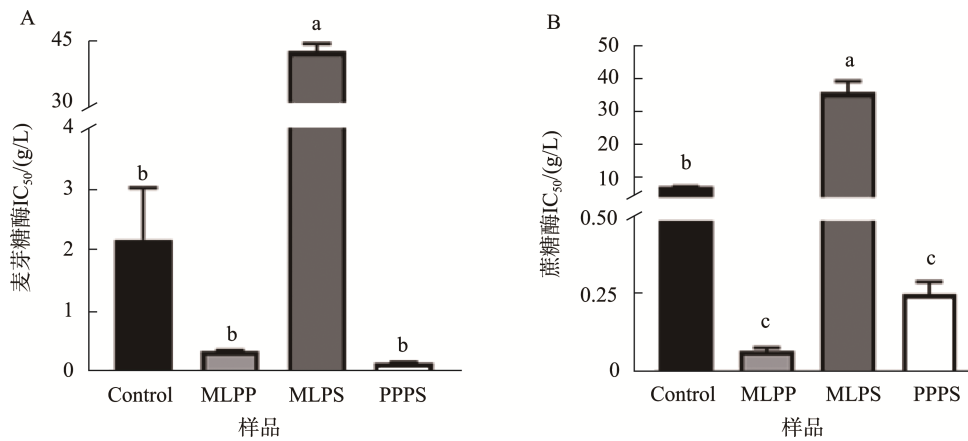 A
麦芽糖酶IC50/(g/L)
45
30
4
3
2
1
0
b
b
a
b
Control MLPP MLPS PPPS
样品
B
蔗糖酶IC50/(g/L)
50
40
30
20
10
0.50
0.25
0
b
c
a
c
Control MLPP MLPS PPPS
样品